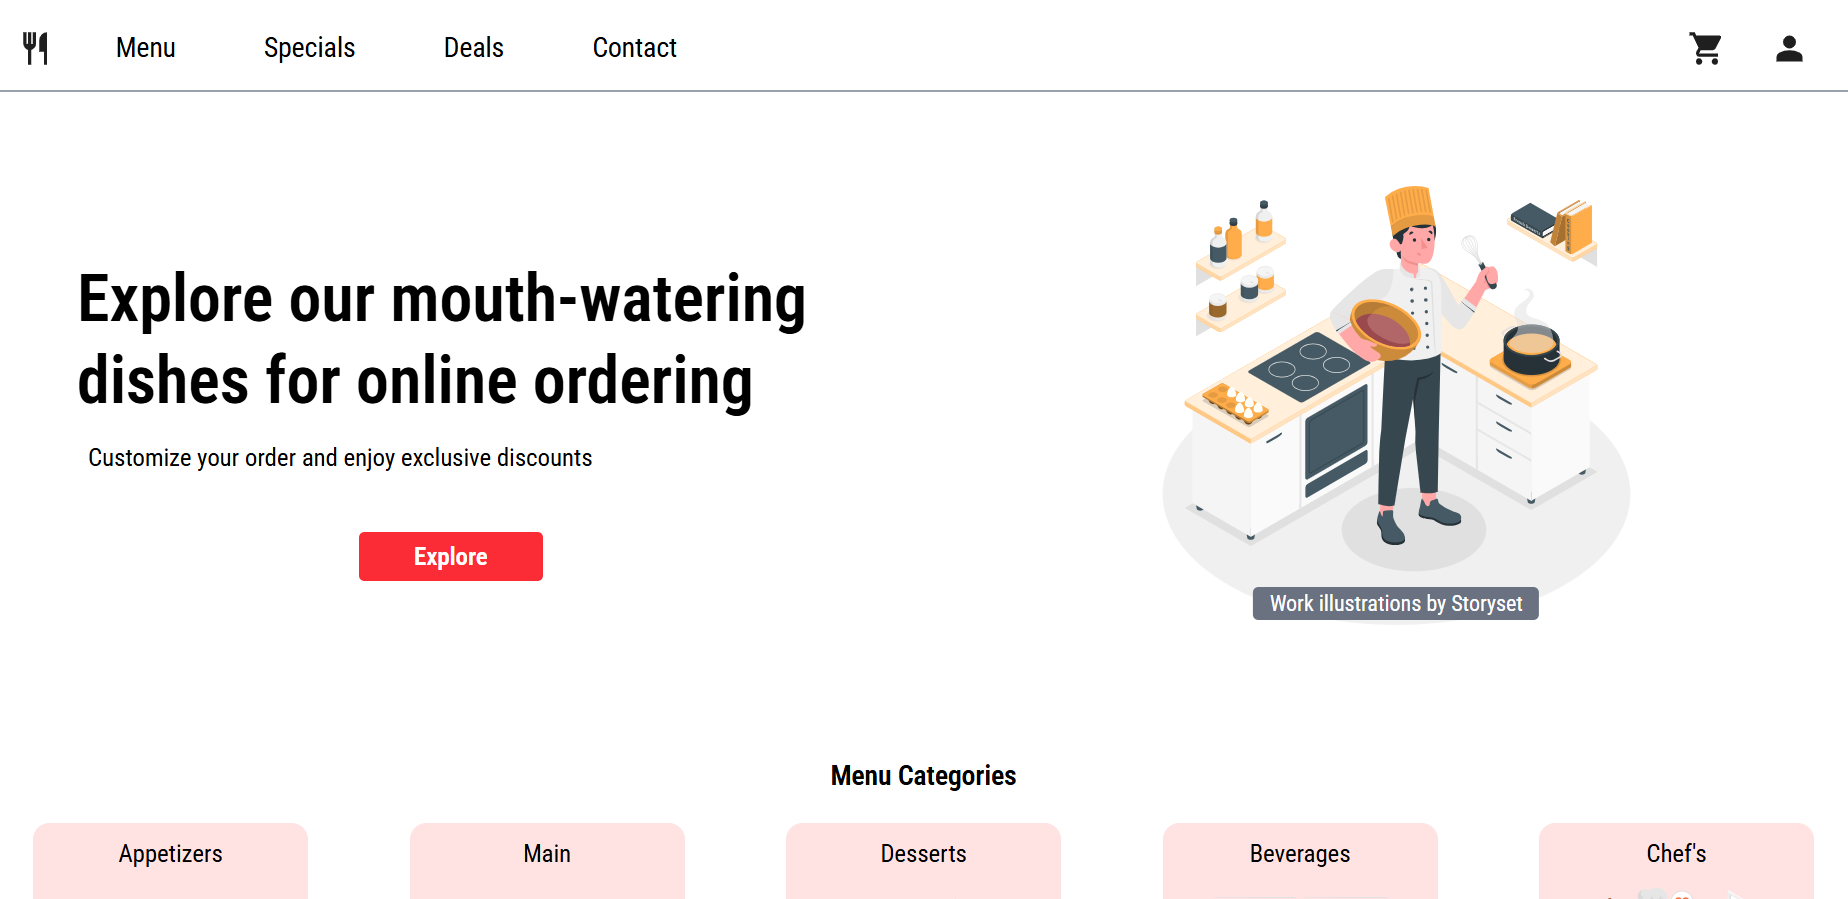 Menu Specials Deals Contact
Explore our mouth-watering
dishes for online ordering
Customize your order and enjoy exclusive discounts
Explore
Work illustrations by Storyset
Menu Categories
Appetizers Main Desserts Beverages Chef's